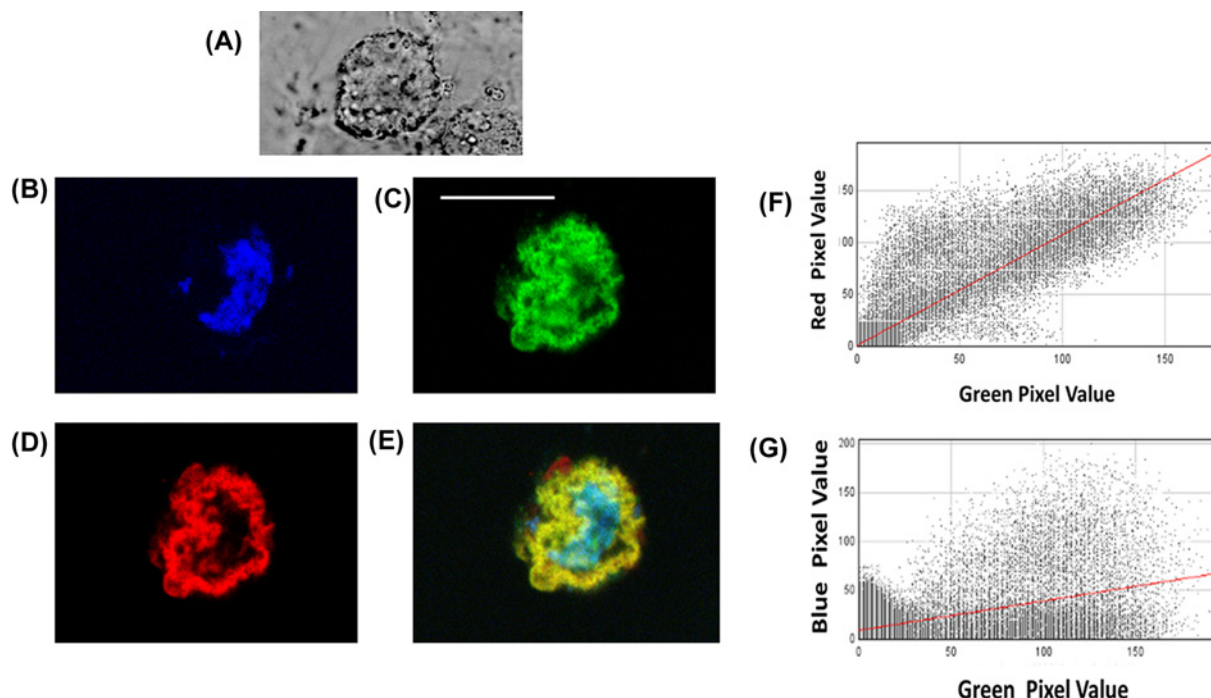 (A)
(B)
(C)
(D)
(E)
(F)
Red Pixel Value
150
100
50
0
0
50
100
150
Green Pixel Value
(G)
Blue Pixel Value
200
150
100
50
0
0
50
100
150
Green Pixel Value